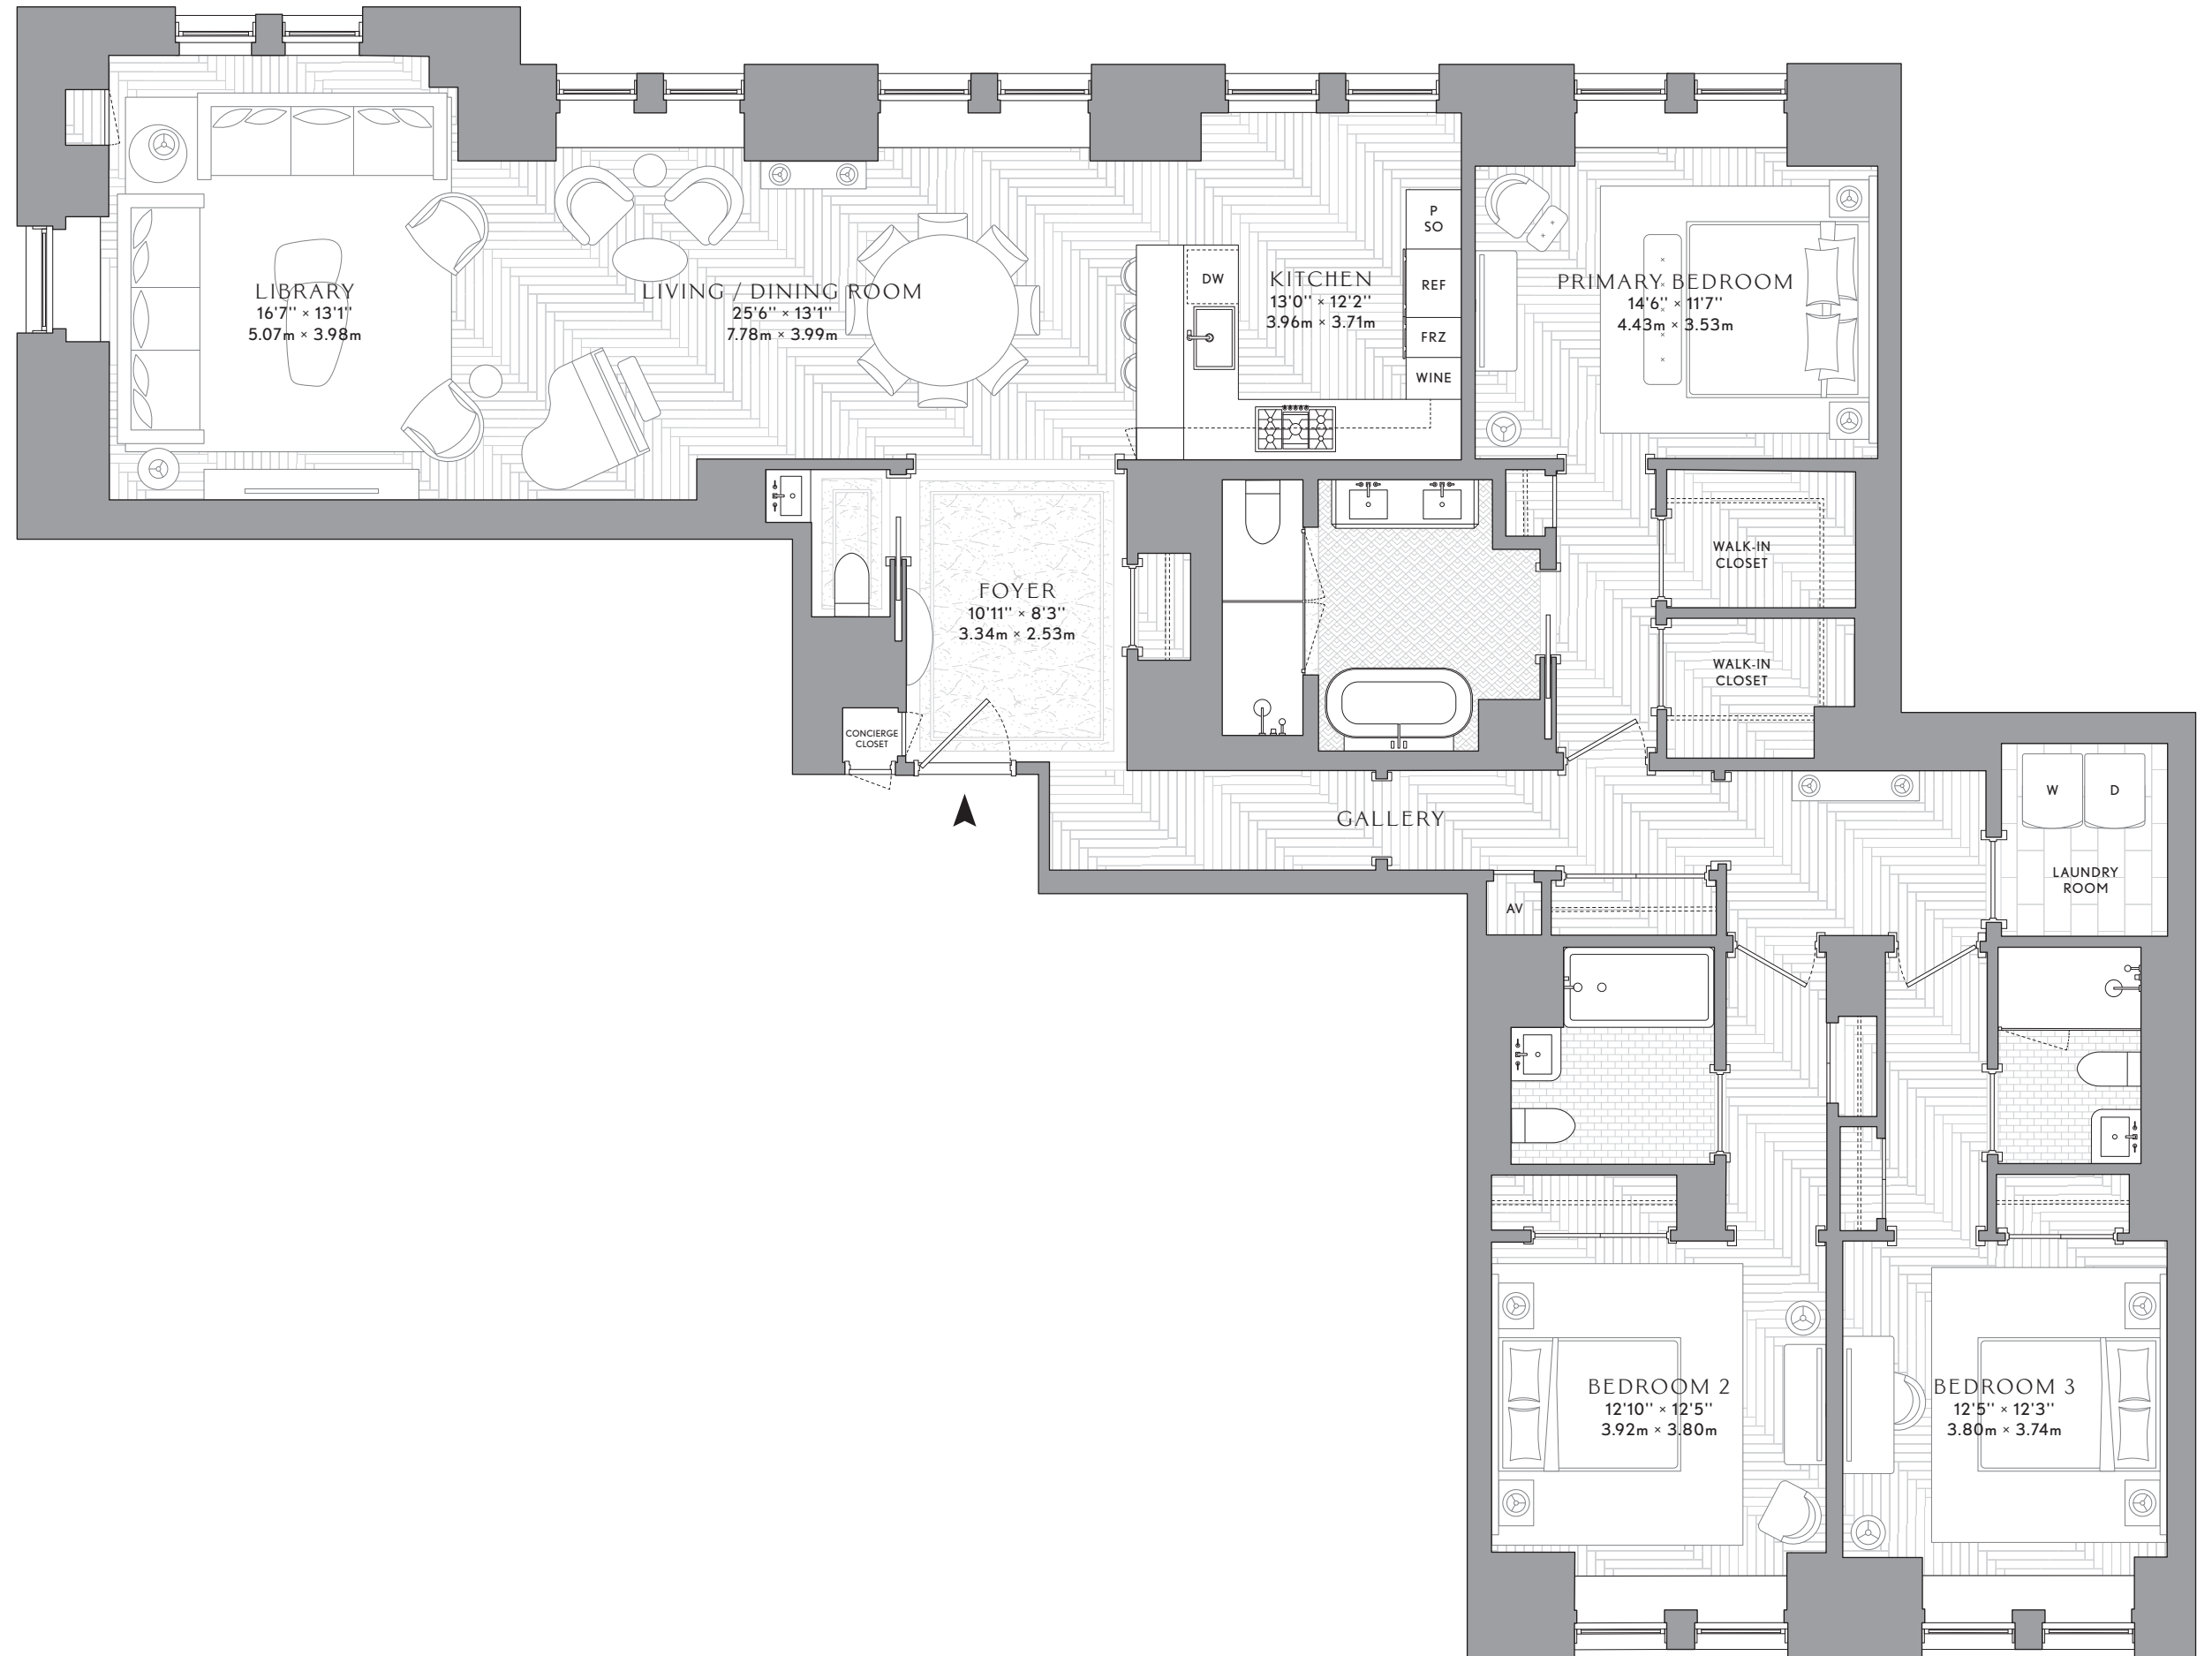 LIBRARY
16'7'' × 13'1''
5.07m × 3.98m
LIVING / DINING ROOM
25'6'' × 13'1''
7.78m × 3.99m
DW
KITCHEN
13'0'' × 12'2''
3.96m × 3.71m
P
SO
REF
FRZ
WINE
PRIMARY BEDROOM
14'6'' × 11'7''
4.43m × 3.53m
FOYER
10'11'' × 8'3''
3.34m × 2.53m
WALK-IN
CLOSET
WALK-IN
CLOSET
CONCIERGE
CLOSET
GALLERY
W
D
LAUNDRY
ROOM
AV
BEDROOM 2
12'10'' × 12'5''
3.92m × 3.80m
BEDROOM 3
12'5'' × 12'3''
3.80m × 3.74m